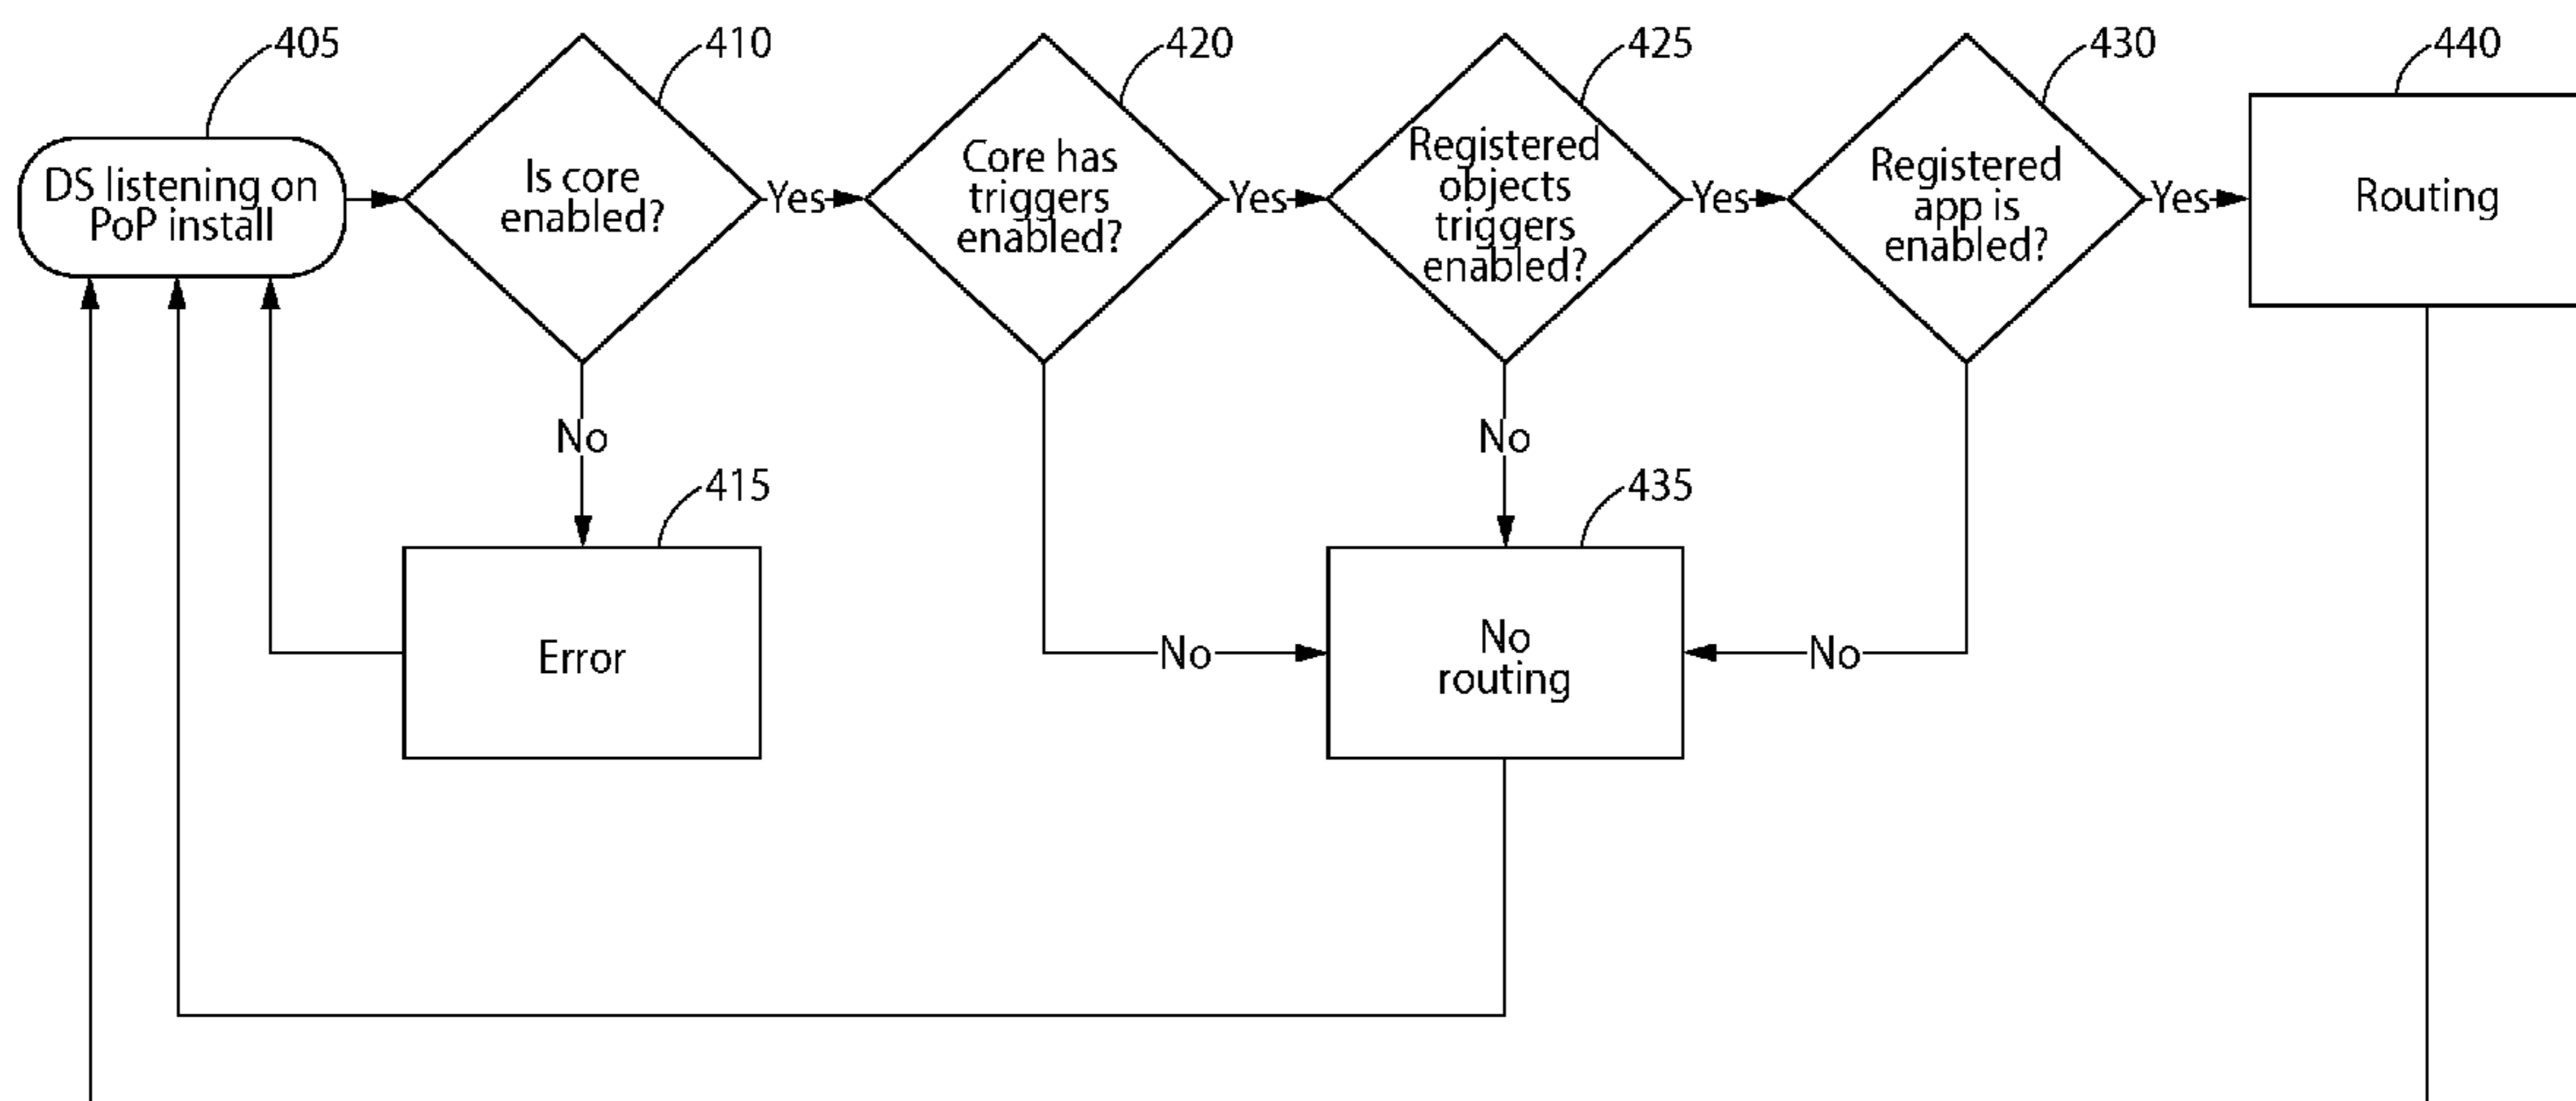 405
410
420
425
430
440
DS listening on
PoP install
Is core
enabled?
Yes
Core has
triggers
enabled?
Yes
Registered
objects
triggers
enabled?
Yes
Registered
app is
enabled?
Yes
Routing
No
No
415
435
Error
No
No
routing
No